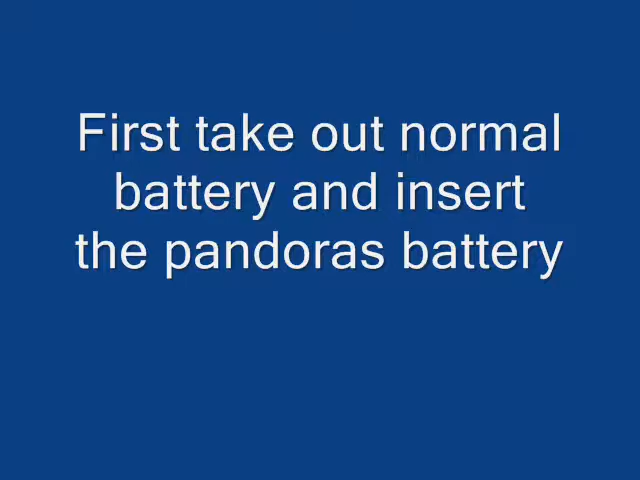 First take out normal
battery and insert
the pandoras battery